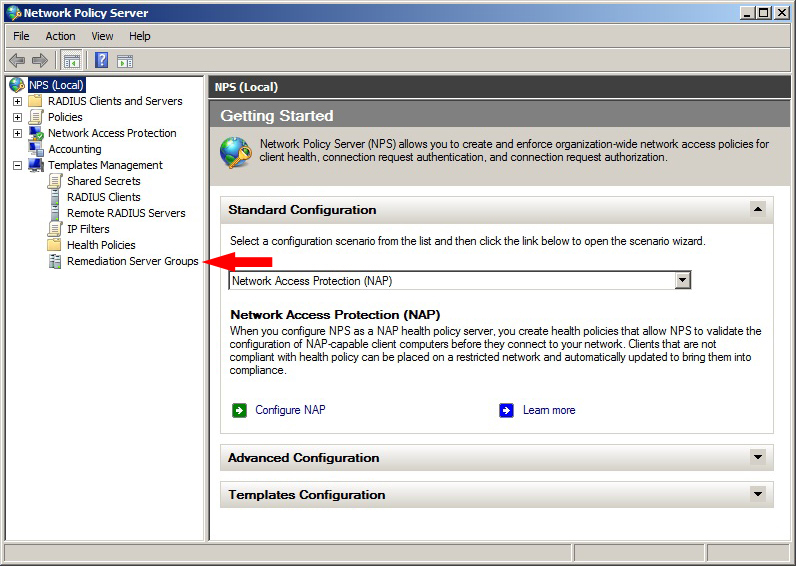 Network Policy Server
File Action View Help
NPS (Local)
RADIUS Clients and Servers
Policies
Network Access Protection
Accounting
Templates Management
Shared Secrets
RADIUS Clients
Remote RADIUS Servers
IP Filters
Health Policies
Remediation Server Groups
NPS (Local)
Getting Started
Network Policy Server (NPS) allows you to create and enforce organization-wide network access policies for
client health, connection request authentication, and connection request authorization.
Standard Configuration
Select a configuration scenario from the list and then click the link below to open the scenario wizard.
Network Access Protection (NAP)
Network Access Protection (NAP)
When you configure NPS as a NAP health policy server, you create health policies that allow NPS to validate the
configuration of NAP-capable client computers before they connect to your network. Clients that are not
compliant with health policy can be placed on a restricted network and automatically updated to bring them into
compliance.
Configure NAP Learn more
Advanced Configuration
Templates Configuration